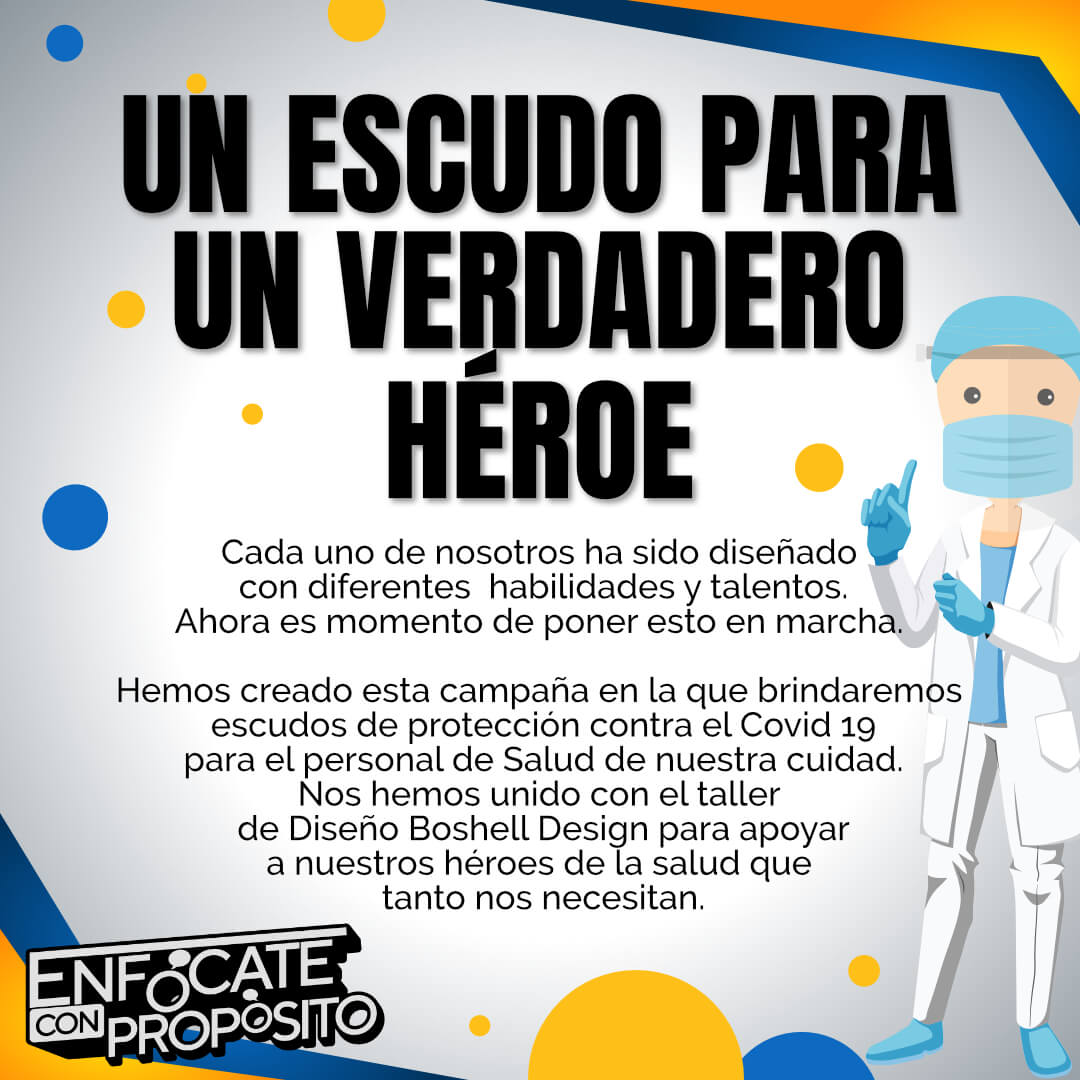 UN ESCUDO PARA
UN VERDADERO
HÉROE
Cada uno de nosotros ha sido diseñado
con diferentes habilidades y talentos.
Ahora es momento de poner esto en marcha.
Hemos creado esta campaña en la que brindaremos
escudos de protección contra el Covid 19
para el personal de Salud de nuestra cuidad.
Nos hemos unido con el taller
de Diseño Boshell Design para apoyar
a nuestros héroes de la salud que
tanto nos necesitan.
ENFOCATE
CON PROPOSITO